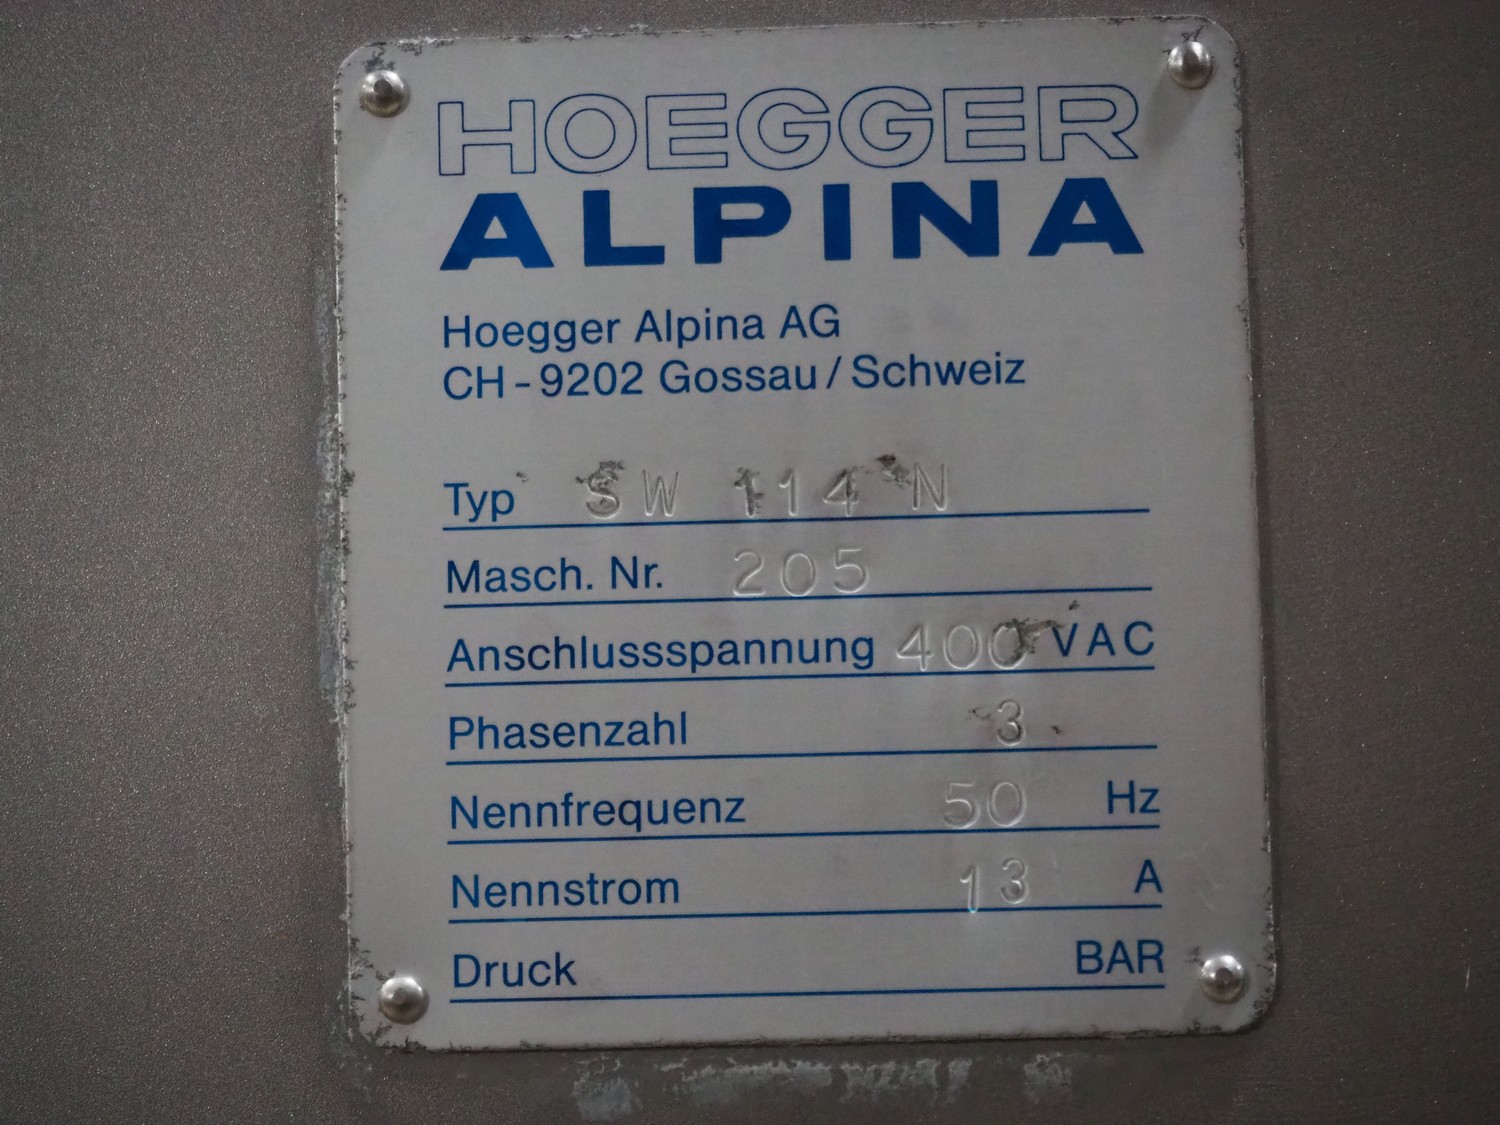 HOEGGER
ALPINA
Hoegger Alpina AG
CH-9202 Gossau / Schweiz
Typ SW 114 N
Masch. Nr. 205
Anschlussspannung 400 VAC
Phasenzahl 3
Nennfrequenz 50 Hz
Nennstrom 13 A
Druck BAR